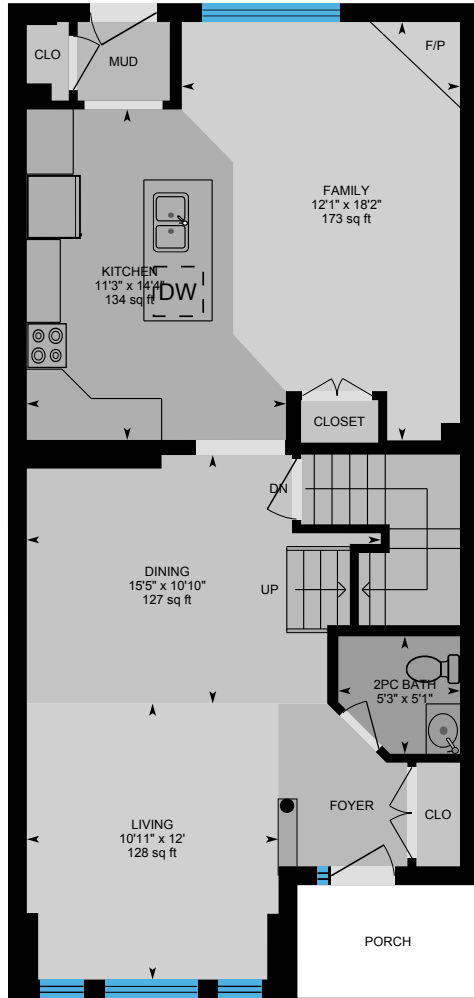 CLO
MUD
F/P
FAMILY
12'1" x 18'2"
173 sq ft
KITCHEN
11'3" x 14'4"
134 sq ft
DW
CLOSET
DN
DINING
15'5" x 10'10"
127 sq ft
UP
2PC BATH
5'3" x 5'1"
LIVING
10'11" x 12'
128 sq ft
FOYER
CLO
PORCH